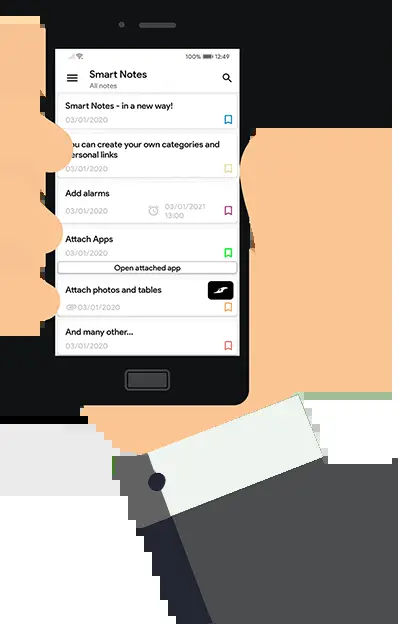 100% 12:49
Smart Notes
All notes
Smart Notes - in a new way!
03/01/2020
ou can create your own categories and
ersonal links
03/01/2020
Add alarms
03/01/2020
03/01/2021
13:00
Attach Apps
03/01/2020
Open attached app
Attach photos and tables
03/01/2020
And many other...
03/01/2020